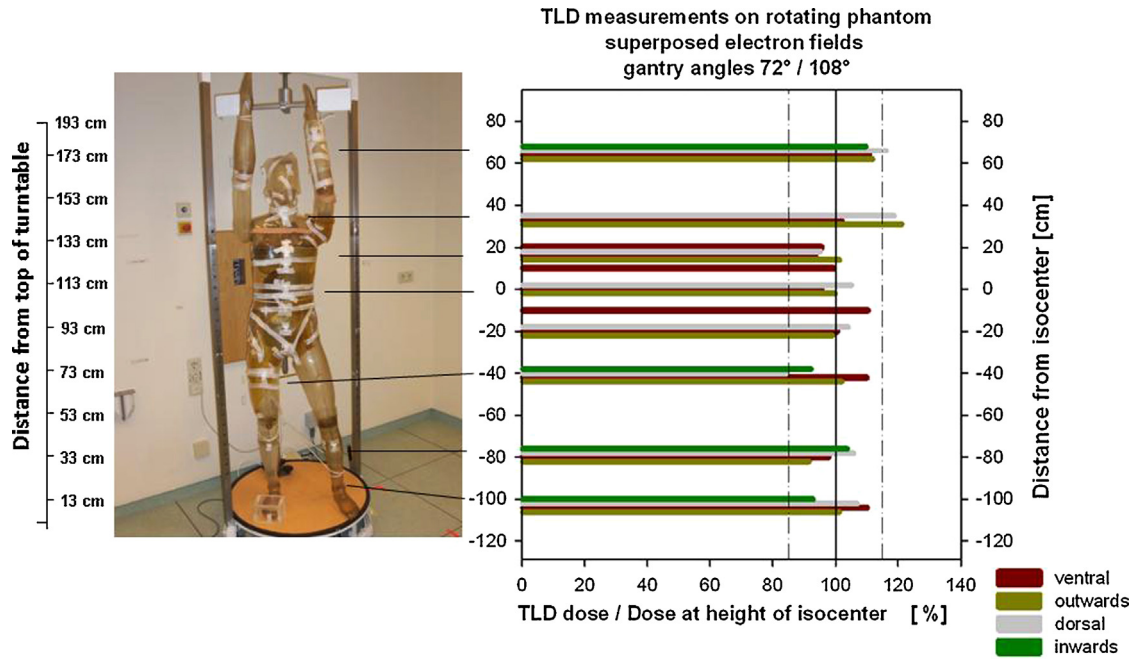 TLD measurements on rotating phantom
superposed electron fields
gantry angles 72° / 108°
Distance from top of turntable
193 cm
173 cm
153 cm
133 cm
113 cm
93 cm
73 cm
53 cm
33 cm
13 cm
80
60
40
20
0
-20
-40
-60
-80
-100
-120
80
60
40
20
0
-20
-40
-60
-80
-100
-120
Distance from isocenter [cm]
0 20 40 60 80 100 120 140
TLD dose / Dose at height of isocenter [ % ]
ventral
outwards
dorsal
inwards